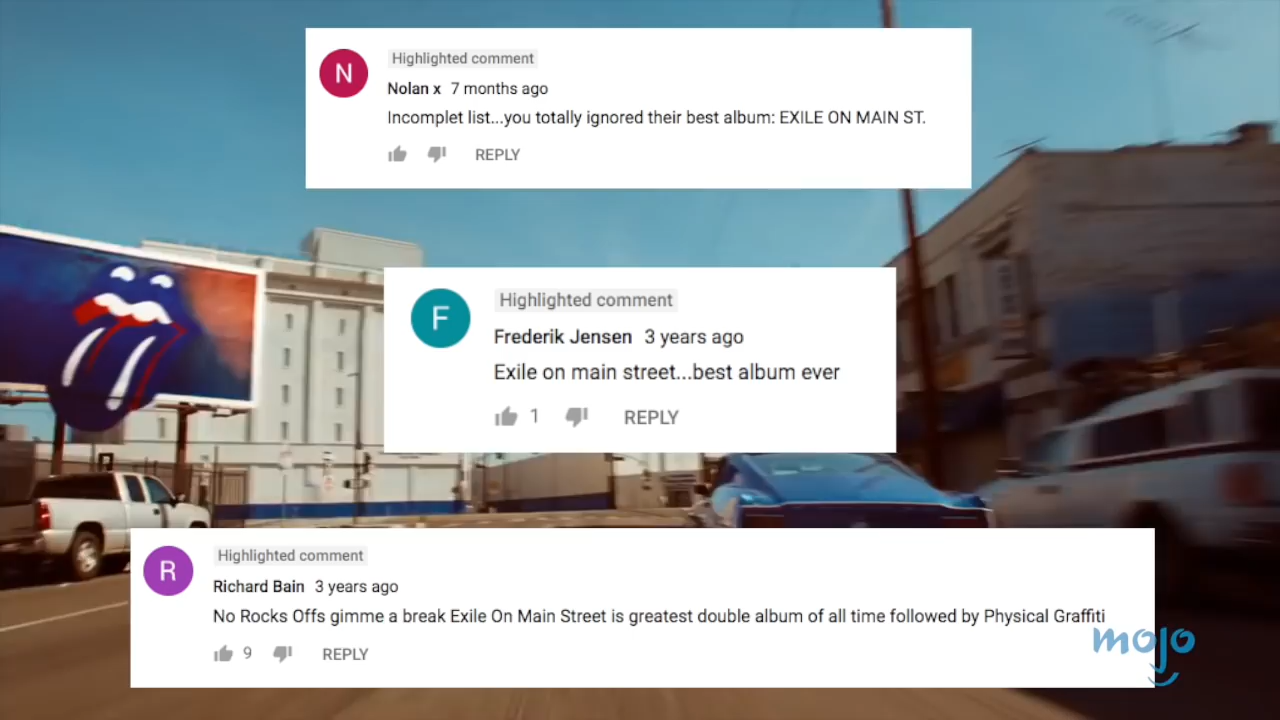 Highlighted comment
N
Nolan x 7 months ago
Incomplet list...you totally ignored their best album: EXILE ON MAIN ST.
REPLY
Highlighted comment
F
Frederik Jensen 3 years ago
Exile on main street...best album ever
1 REPLY
Highlighted comment
R
Richard Bain 3 years ago
No Rocks Offs gimme a break Exile On Main Street is greatest double album of all time followed by Physical Graffiti
9 REPLY
mojo